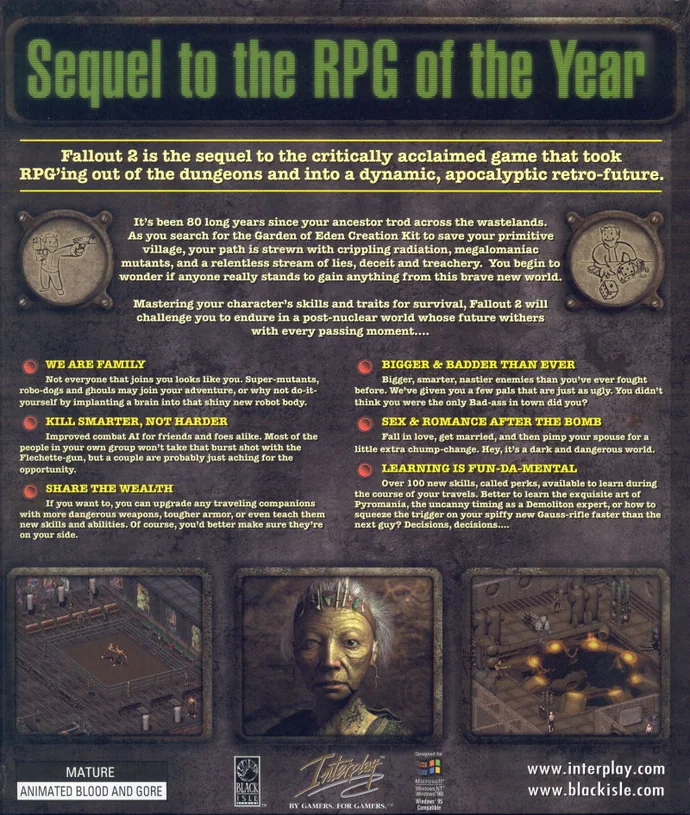 Sequel to the RPG of the Year
Fallout 2 is the sequel to the critically acclaimed game that took
RPG'ing out of the dungeons and into a dynamic, apocalyptic retro-future.
It's been 80 long years since your ancestor trod across the wastelands.
As you search for the Garden of Eden Creation Kit to save your primitive
village, your path is strewn with crippling radiation, megalomaniac
mutants, and a relentless stream of lies, deceit and treachery. You begin to
wonder if anyone really stands to gain anything from this brave new world.
Mastering your character's skills and traits for survival, Fallout 2 will
challenge you to endure in a post-nuclear world whose future withers
with every passing moment....
WE ARE FAMILY
Not everyone that joins you looks like you. Super-mutants,
robo-dogs and ghouls may join your adventure, or why not do-it-
yourself by implanting a brain into that shiny new robot body.
KILL SMARTER, NOT HARDER
Improved combat AI for friends and foes alike. Most of the
people in your own group won't take that burst shot with the
Flechette-gun, but a couple are probably just aching for the
opportunity.
SHARE THE WEALTH
If you want to, you can upgrade any traveling companions
with more dangerous weapons, tougher armor, or even teach them
new skills and abilities. Of course, you'd better make sure they're
on your side.
BIGGER & BADDER THAN EVER
Bigger, smarter, nastier enemies than you've ever fought
before. We've given you a few pals that are just as ugly. You didn't
think you were the only Bad-ass in town did you?
SEX & ROMANCE AFTER THE BOMB
Fall in love, get married, and then pimp your spouse for a
little extra chump-change. Hey, it's a dark and dangerous world.
LEARNING IS FUN-DA-MENTAL
Over 100 new skills, called perks, available to learn during
the course of your travels. Better to learn the exquisite art of
Pyromania, the uncanny timing as a Demoliton expert, or how to
squeeze the trigger on your spiffy new Gauss-rifle faster than the
next guy? Decisions, decisions....
MATURE
ANIMATED BLOOD AND GORE
BLACK
ISLE
Interplay
BY GAMERS. FOR GAMERS.™
Designed for
Microsoft
Windows NT
Windows 98
Windows 95
Compatible
www.interplay.com
www.blackisle.com